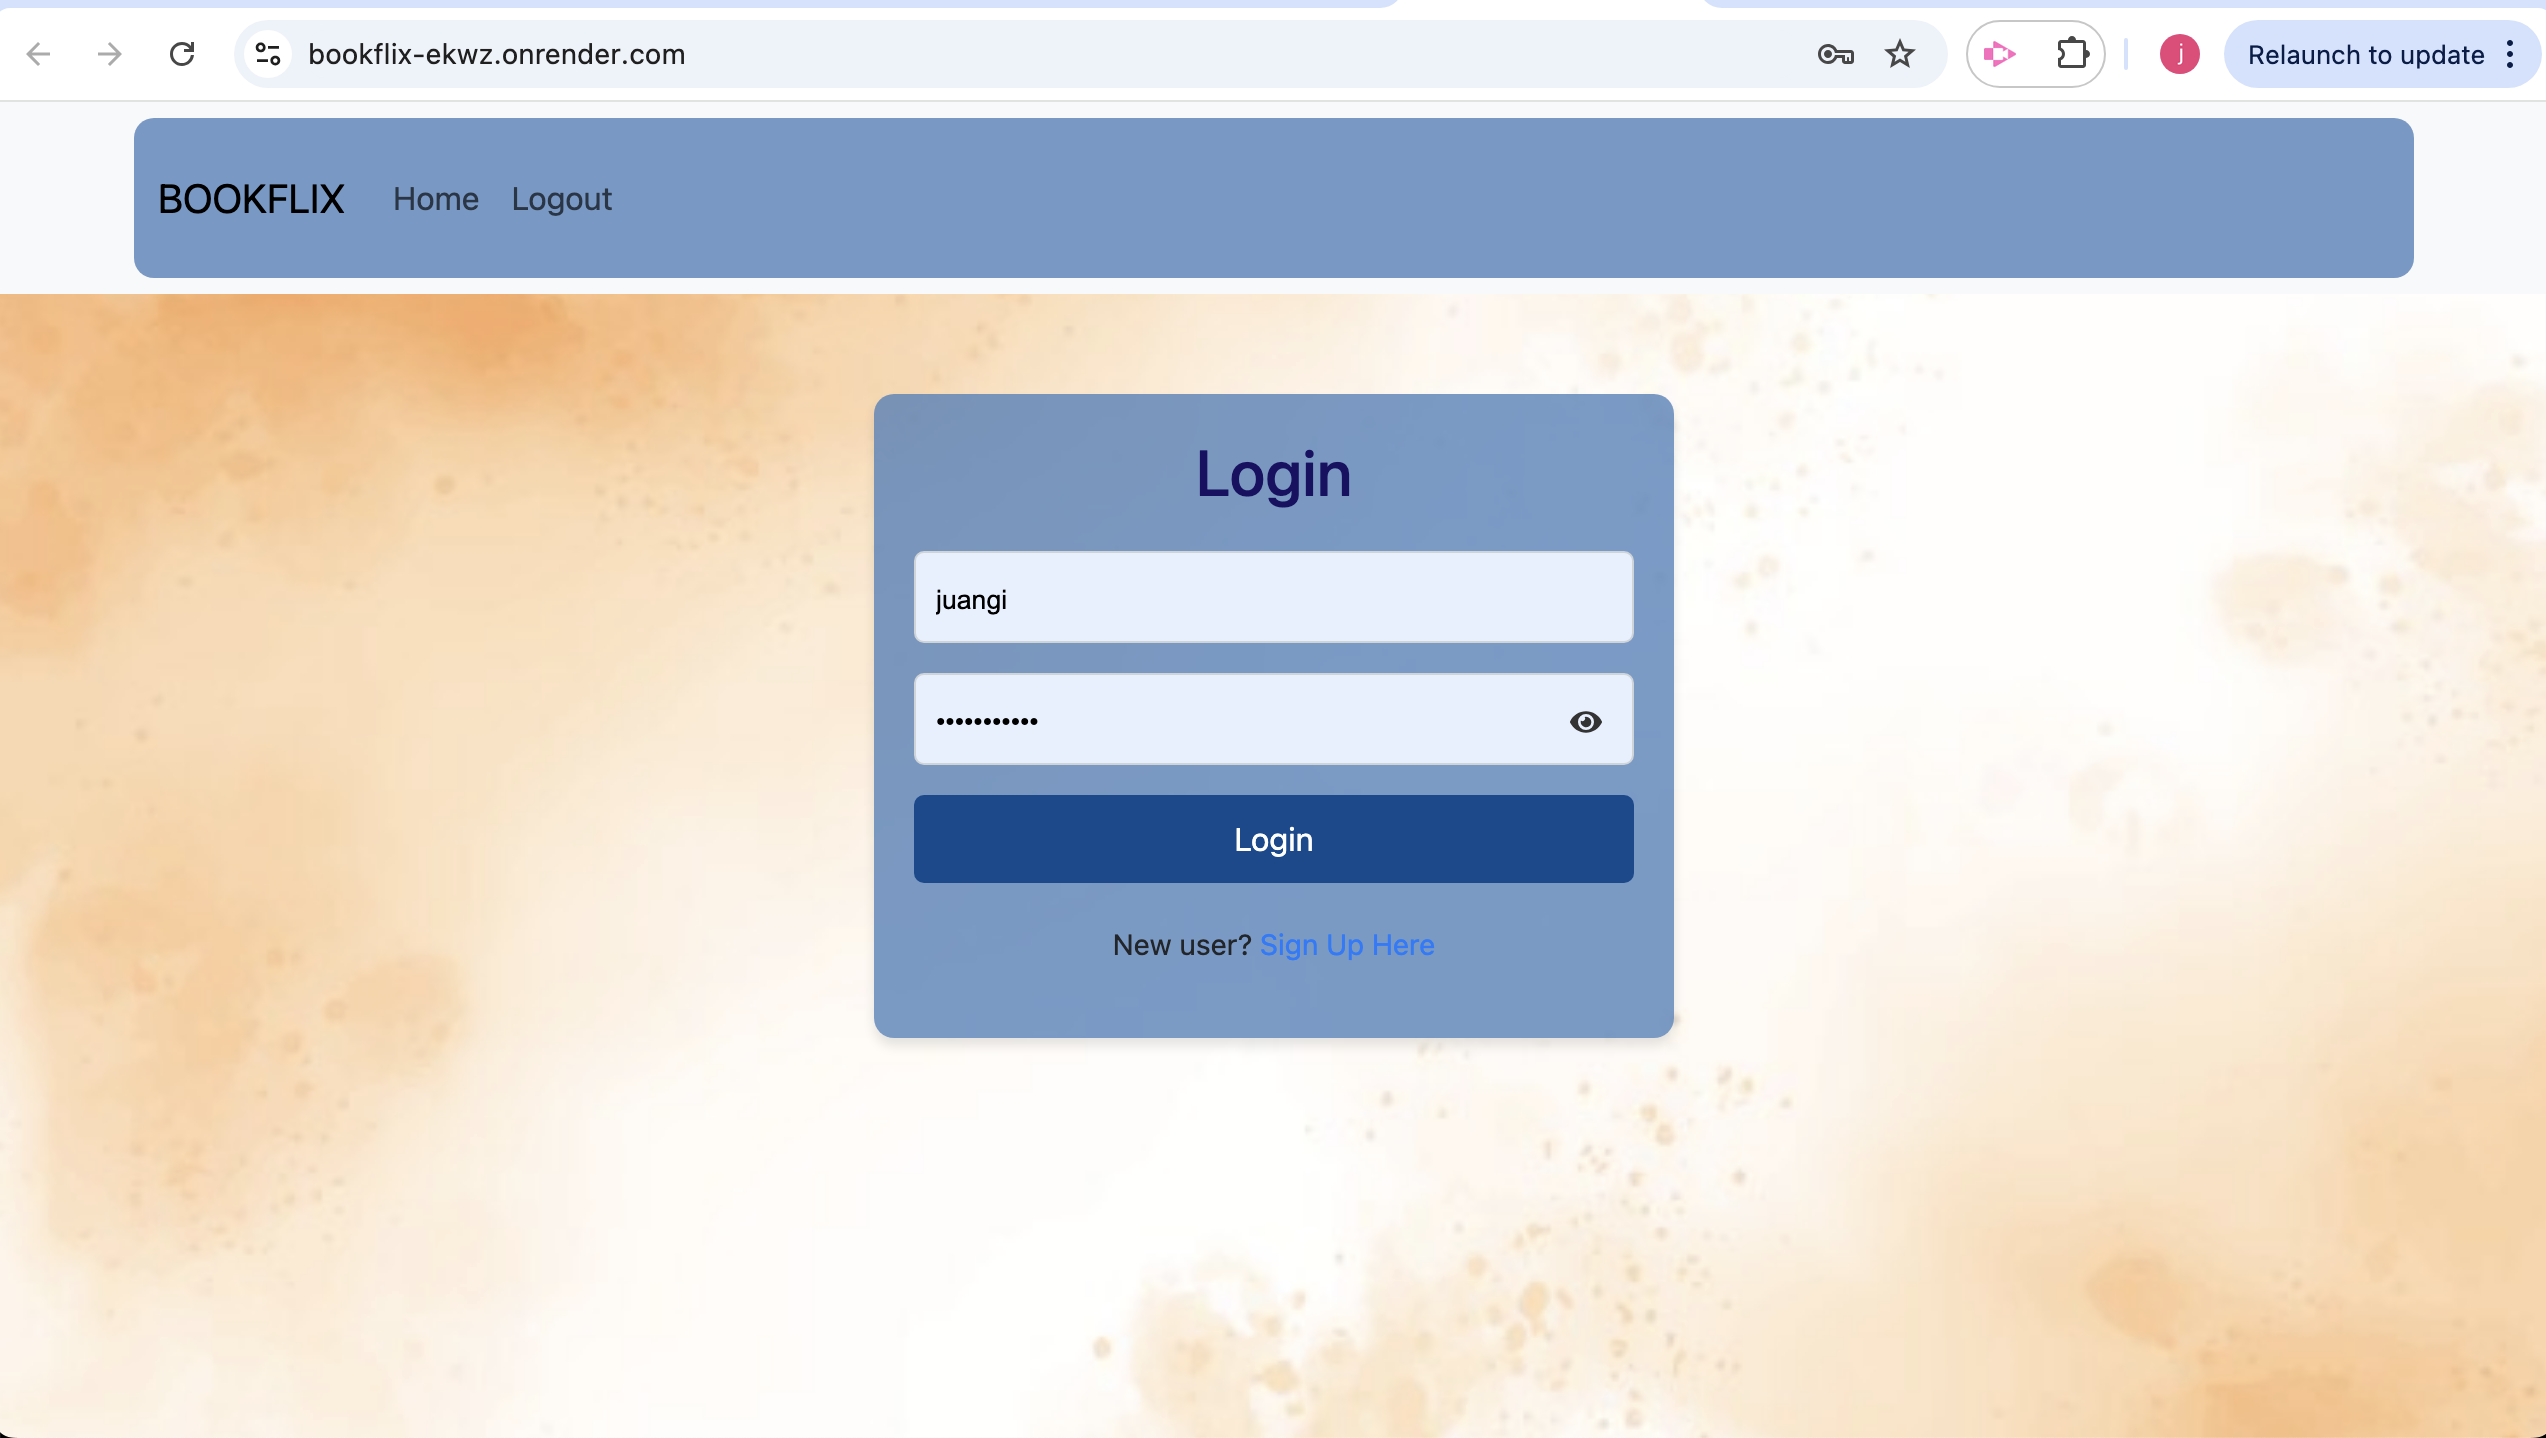 bookflix-ekwz.onrender.com
j
Relaunch to update
BOOKFLIX Home Logout
Login
juangi
•••••••••••
Login
New user? Sign Up Here